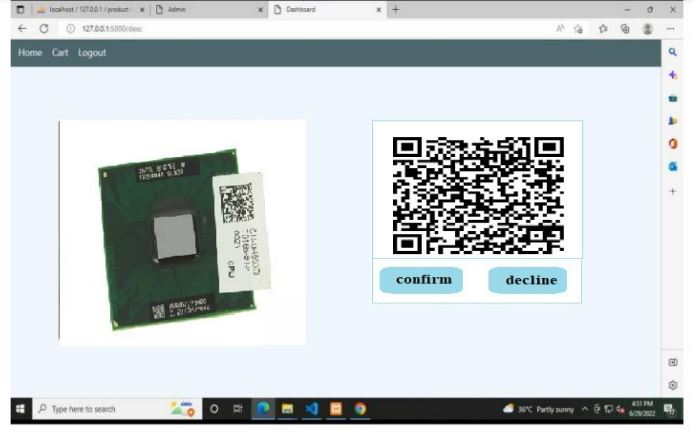 localhost / 127.0.0.1 / product /
Admin
Dashboard
127.0.0.1:5000/desc
Home Cart Logout
CPU
confirm decline
Type here to search
36°C Partly sunny
4:51 PM
6/29/2022